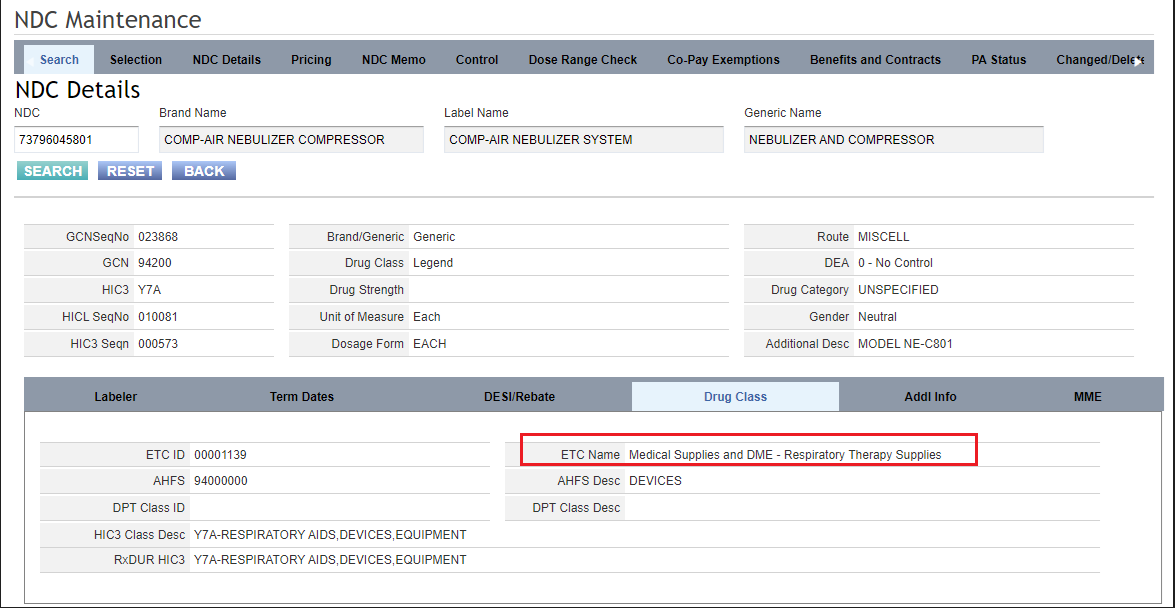 NDC Maintenance
Search Selection NDC Details Pricing NDC Memo Control Dose Range Check Co-Pay Exemptions Benefits and Contracts PA Status Changed/Delete
NDC Details
NDC Brand Name Label Name Generic Name
73796045801 COMP-AIR NEBULIZER COMPRESSOR COMP-AIR NEBULIZER SYSTEM NEBULIZER AND COMPRESSOR
SEARCH RESET BACK
GCNSeqNo 023868 Brand/Generic Generic Route MISCELL
GCN 94200 Drug Class Legend DEA 0 - No Control
HIC3 Y7A Drug Strength Drug Category UNSPECIFIED
HICL SeqNo 010081 Unit of Measure Each Gender Neutral
HIC3 Seqn 000573 Dosage Form EACH Additional Desc MODEL NE-C801
Labeler Term Dates DESI/Rebate Drug Class Addl Info MME
ETC ID 00001139 ETC Name Medical Supplies and DME - Respiratory Therapy Supplies
AHFS 94000000 AHFS Desc DEVICES
DPT Class ID DPT Class Desc
HIC3 Class Desc Y7A-RESPIRATORY AIDS,DEVICES,EQUIPMENT
RxDUR HIC3 Y7A-RESPIRATORY AIDS,DEVICES,EQUIPMENT